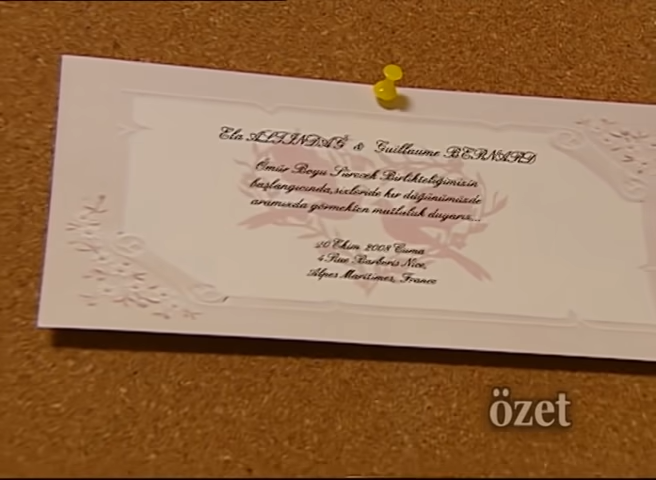 Ela ALTINDAĞ & Guillaume BERNARD
Ömür Boyu Sürecek Birlikteliğimizin
başlangıcında, sizleride kır düğünümüzde
aramızda görmekten mutluluk duyarız...
20 Ekim 2008 Cuma
4 Rue Barberis Nice,
Alpes Maritimes, France
özet